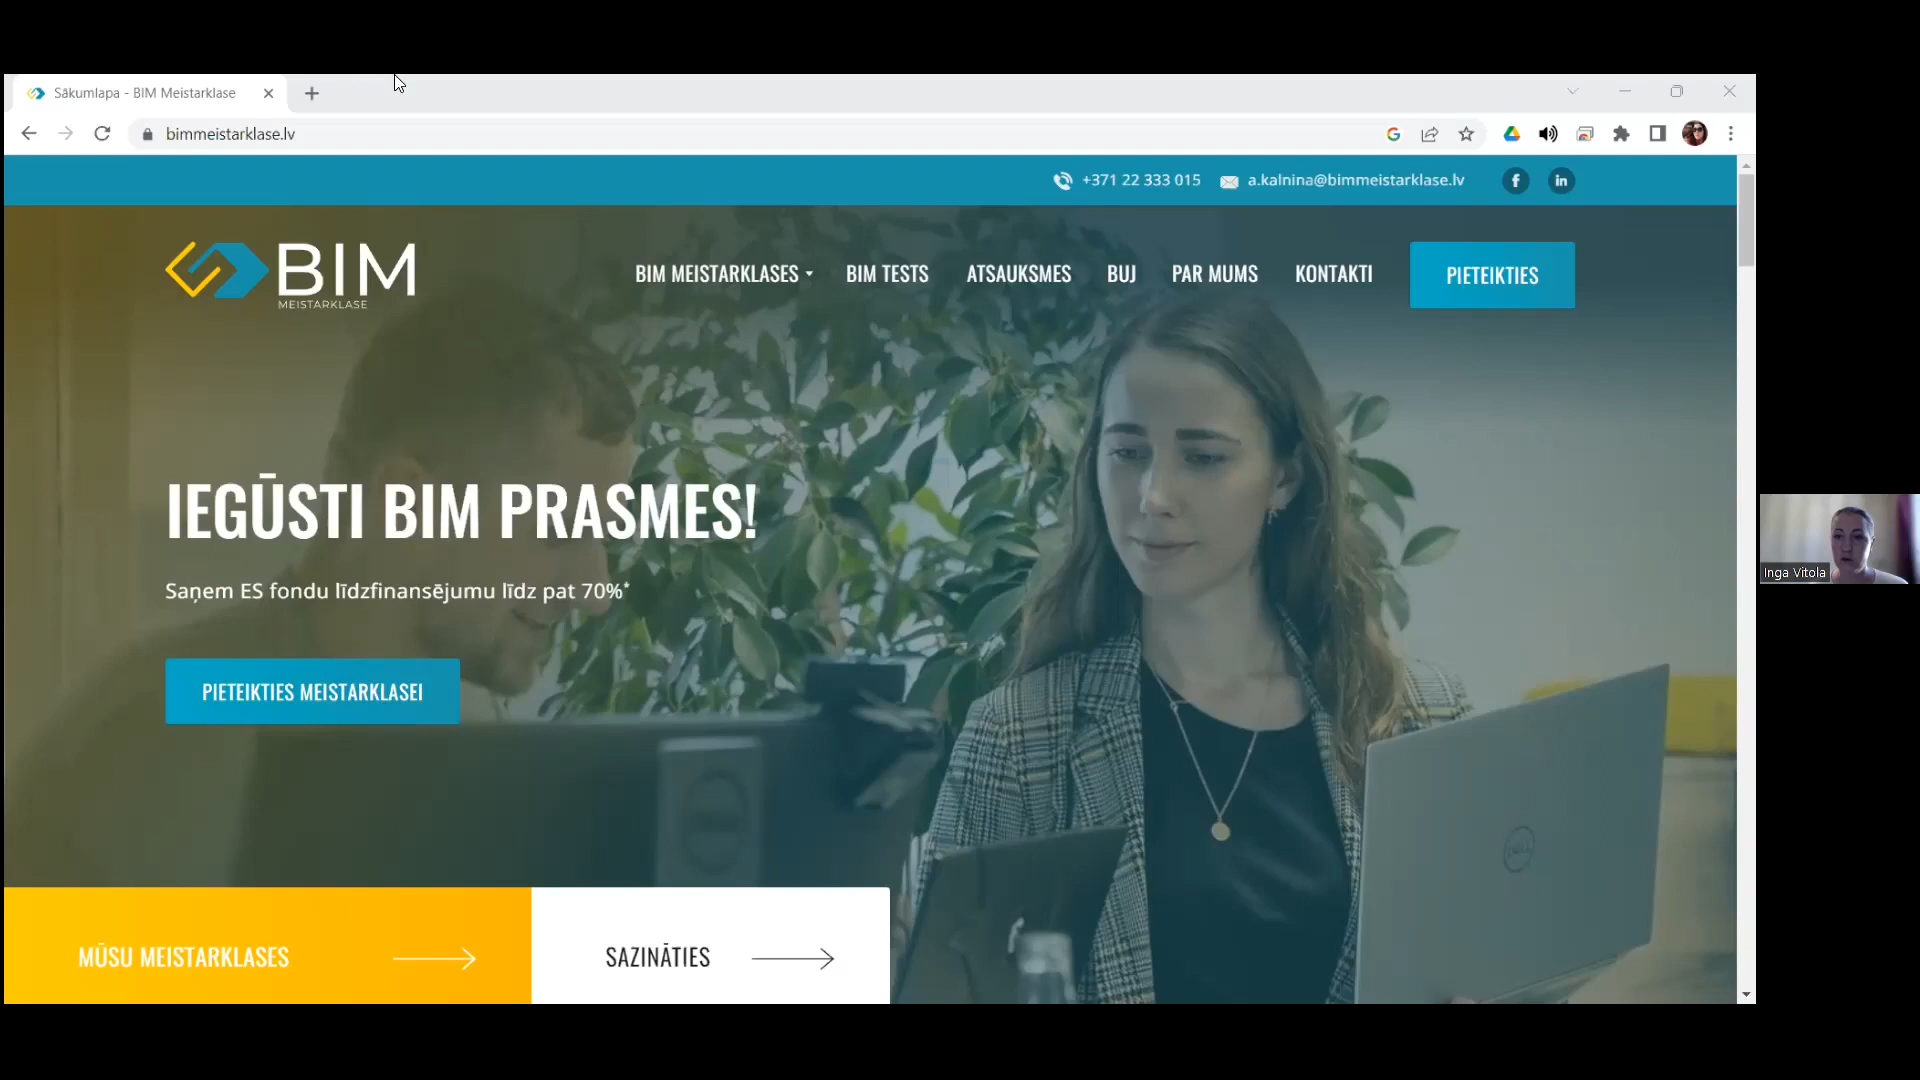 Sākumlapa - BIM Meistarklase
bimmeistarklase.lv
+371 22 333 015 a.kalnina@bimmeistarklase.lv
BIM
MEISTARKLASE
BIM MEISTARKLASES BIM TESTS ATSAUKSMES BUJ PAR MUMS KONTAKTI PIETEIKTIES
IEGŪSTI BIM PRASMES!
Saņem ES fondu līdzfinansējumu līdz pat 70%*
PIETEIKTIES MEISTARKLASEI
MŪSU MEISTARKLASES SAZINĀTIES
Inga Vitola
DELL